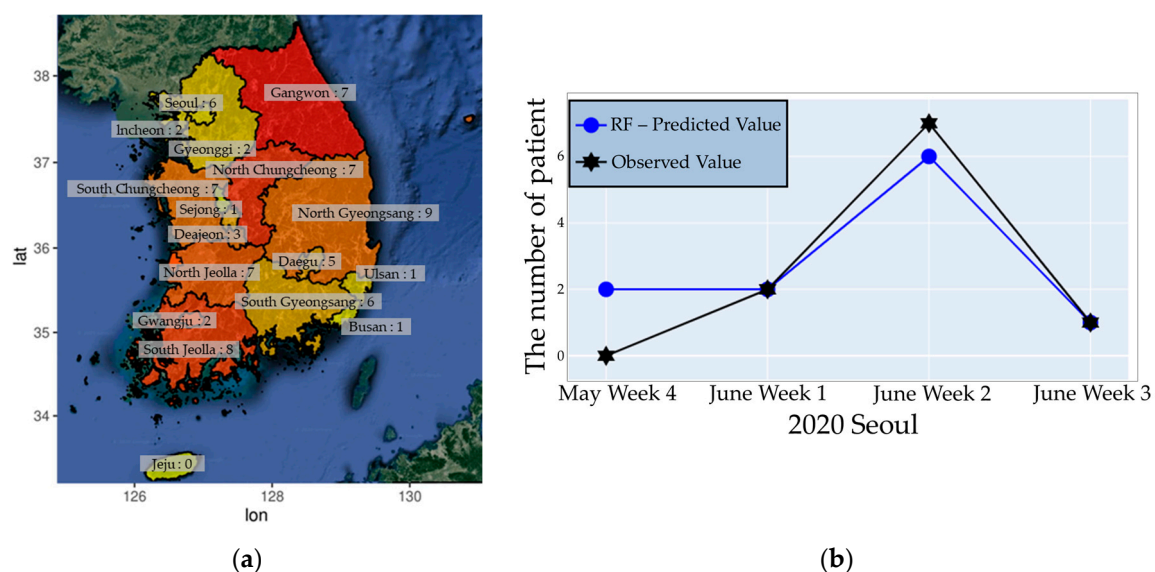 38
37
36
35
34
lat
126
128
130
lon
Gangwon : 7
Seoul : 6
Incheon : 2
Gyeonggi : 2
North Chungcheong : 7
South Chungcheong : 7
Sejong : 1
North Gyeongsang : 9
Deajeon : 3
Daegu : 5
North Jeolla : 7
Ulsan : 1
South Gyeongsang : 6
Gwangju : 2
Busan : 1
South Jeolla : 8
Jeju : 0
(a)
The number of patient
RF – Predicted Value
Observed Value
6
4
2
0
May Week 4
June Week 1
June Week 2
June Week 3
2020 Seoul
(b)